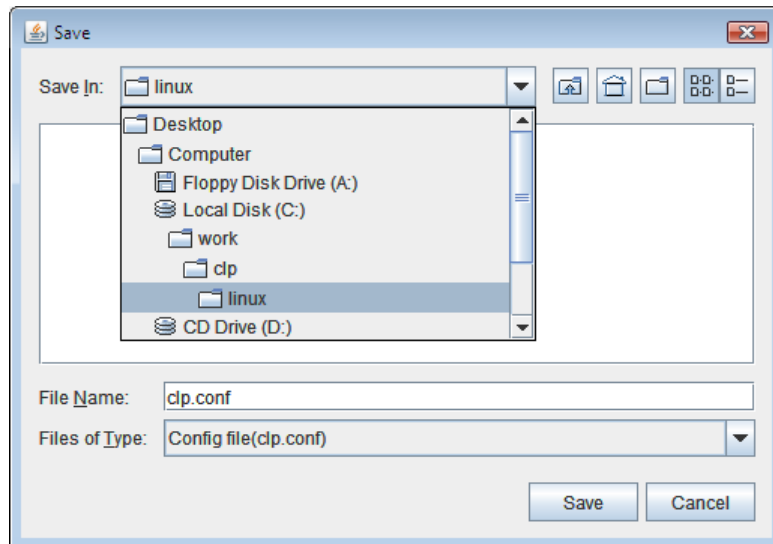 Save
Save In: linux
Desktop
Computer
Floppy Disk Drive (A:)
Local Disk (C:)
work
clp
linux
CD Drive (D:)
File Name: clp.conf
Files of Type: Config file(clp.conf)
Save Cancel